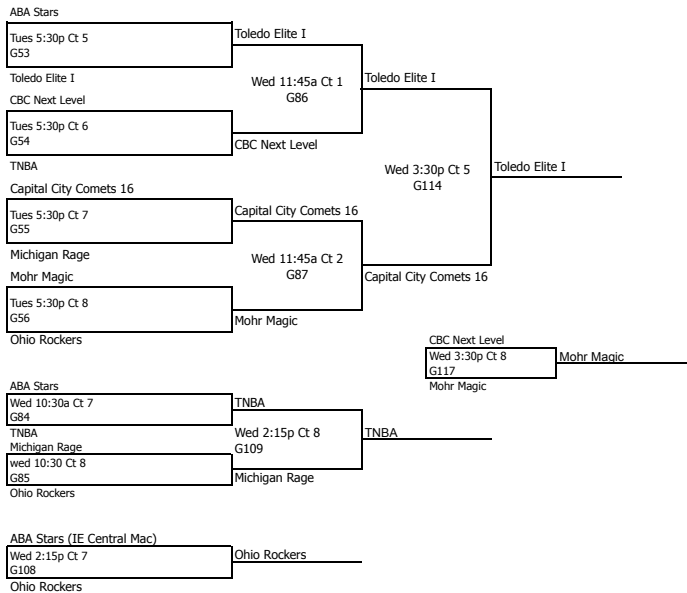 ABA Stars
Tues 5:30p Ct 5
G53
Toledo Elite I
Toledo Elite I
CBC Next Level
Tues 5:30p Ct 6
G54
TNBA
Wed 11:45a Ct 1
G86
CBC Next Level
Toledo Elite I
Capital City Comets 16
Tues 5:30p Ct 7
G55
Michigan Rage
Capital City Comets 16
Mohr Magic
Tues 5:30p Ct 8
G56
Ohio Rockers
Wed 11:45a Ct 2
G87
Mohr Magic
Capital City Comets 16
Wed 3:30p Ct 5
G114
Toledo Elite I
CBC Next Level
Wed 3:30p Ct 8
G117
Mohr Magic
Mohr Magic
ABA Stars
Wed 10:30a Ct 7
G84
TNBA
TNBA
Michigan Rage
wed 10:30 Ct 8
G85
Ohio Rockers
Wed 2:15p Ct 8
G109
Michigan Rage
TNBA
ABA Stars (IE Central Mac)
Wed 2:15p Ct 7
G108
Ohio Rockers
Ohio Rockers